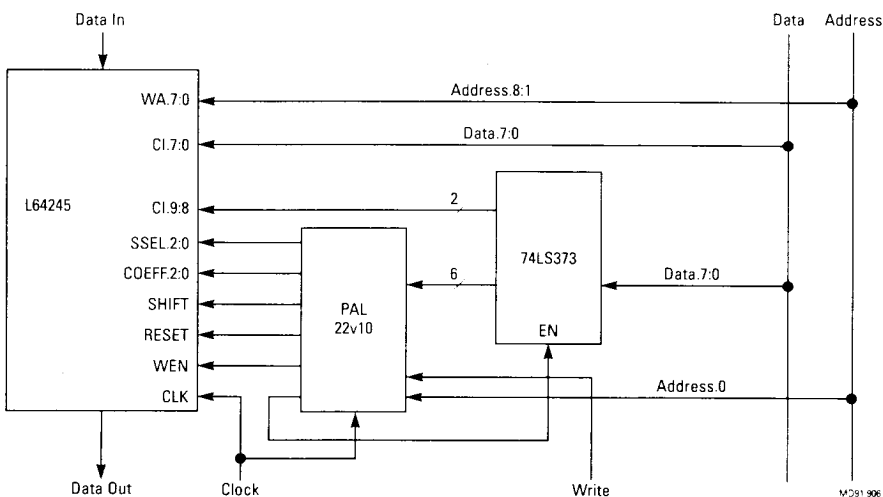 Data In
Data Address
WA.7:0
Address.8:1
CI.7:0
Data.7:0
L64245
CI.9:8
2
SSEL.2:0
COEFF.2:0
SHIFT
RESET
WEN
CLK
PAL
22v10
6
74LS373
EN
Data.7:0
Address.0
Data Out
Clock
Write
MD91.906